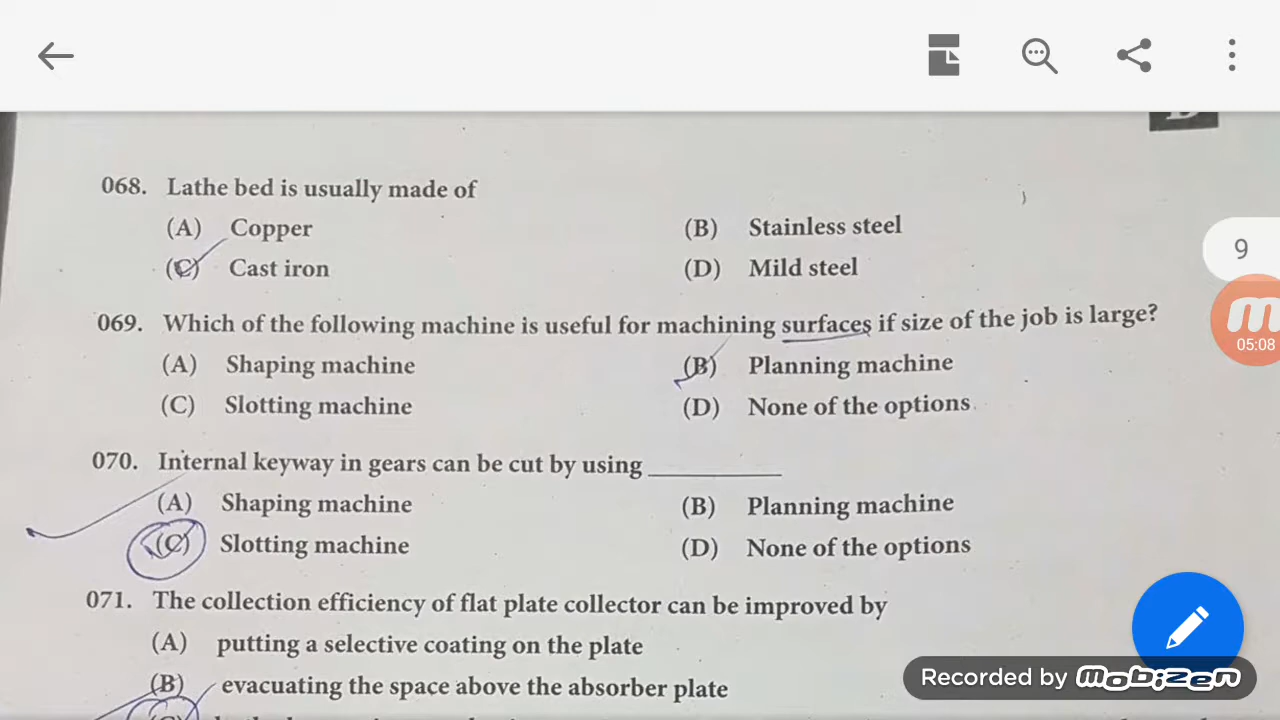 068. Lathe bed is usually made of
(A) Copper (B) Stainless steel
(C) Cast iron (D) Mild steel
9
05:08
069. Which of the following machine is useful for machining surfaces if size of the job is large?
(A) Shaping machine (B) Planning machine
(C) Slotting machine (D) None of the options
070. Internal keyway in gears can be cut by using ________
(A) Shaping machine (B) Planning machine
(C) Slotting machine (D) None of the options
071. The collection efficiency of flat plate collector can be improved by
(A) putting a selective coating on the plate
(B) evacuating the space above the absorber plate
Recorded by mobizen